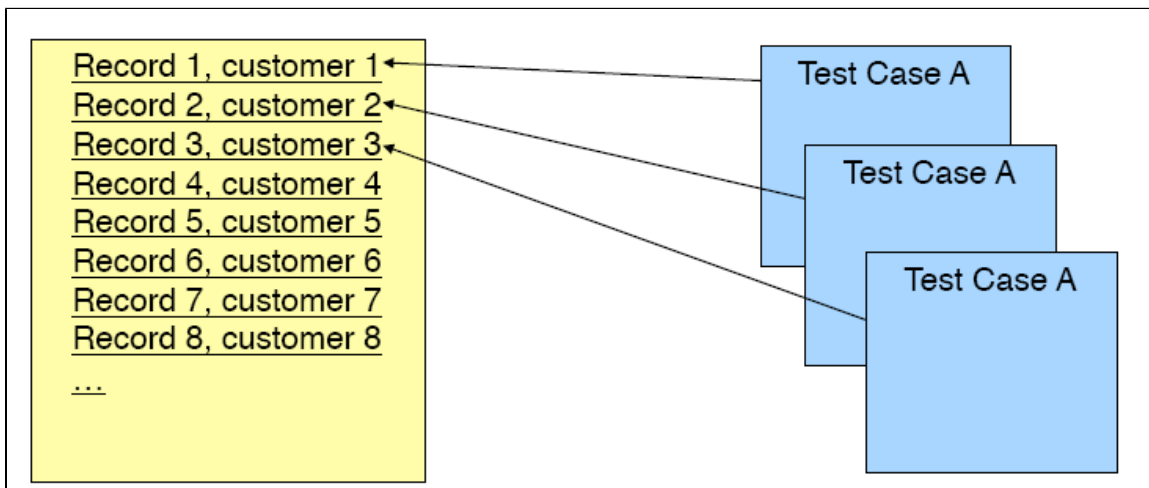 Record 1, customer 1
Record 2, customer 2
Record 3, customer 3
Record 4, customer 4
Record 5, customer 5
Record 6, customer 6
Record 7, customer 7
Record 8, customer 8
...
Test Case A
Test Case A
Test Case A